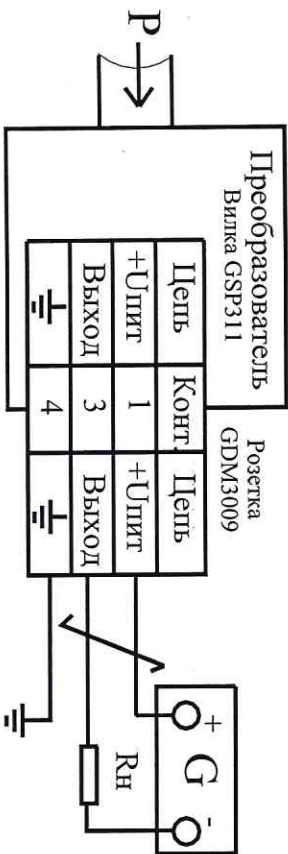 P
Преобразователь
Вилка GSP311
Розетка
GDM3009
Цепь Конт. Цепь
+Uпит 1 +Uпит
Выход 3 Выход
4
+ G -
Rн